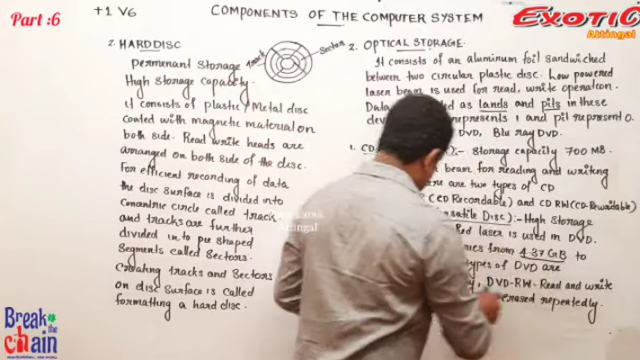 Part :6
+1 V6
COMPONENTS OF THE COMPUTER SYSTEM
EXOTIC
Attingal
2. HARDDISC
Permenant Storage
High Storage Capacity.
It consists of Plastic/Metal disc
Coated with magnetic material on
both side. Read write heads are
arranged on both side of the disc.
For efficient recording of data
the disc surface is divided into
Concentric circle called track
and tracks are further
divided into pie shaped
Segments called Sectors.
Creating tracks and Sectors
on disc surface is called
formatting a hard disc.
Track
Sector
2. OPTICAL STORAGE.
It consists of an aluminum foil sandwiched
between two circular plastic disc. Low powered
laser beam is used for read, write operation.
Data as lands and pits in these
represents 1 and pit represent 0.
DVD, Blu ray DVD.
1. CD :- Storage capacity 700 MB.
beam for reading and writing
are two types of CD
(CD Recordable) and CD RW (CD-Rewritable)
Disc) :- High Storage
Red laser is used in DVD.
from 4.37 GB to
types of DVD are
, DVD-RW- Read and write
erased repeatedly.
Attingal
Break the
chain